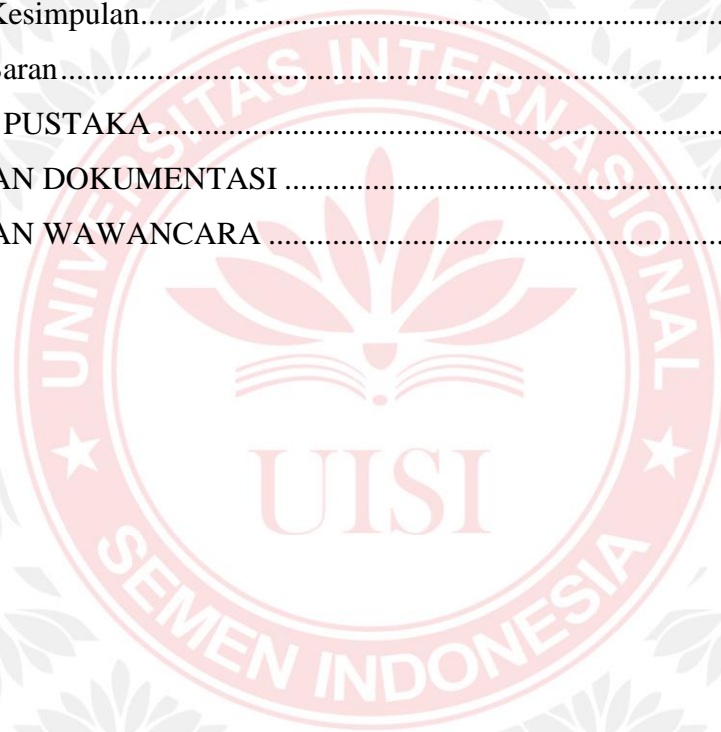 Kesimpulan
aran
PUSTAKA
AN DOKUMENTASI
AN WAWANCARA
UNIVERSITAS INTERNASIONAL
UISI
SEMEN INDONESIA